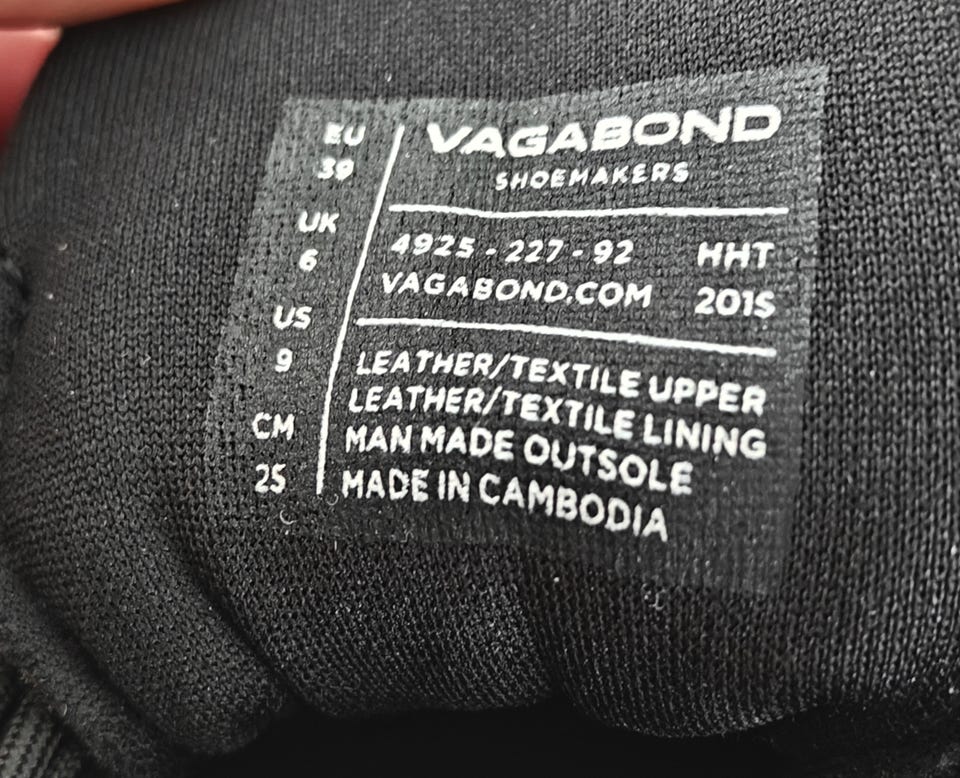 EU
39
UK
6
US
9
CM
25
VAGABOND
SHOEMAKERS
4925-227-92 HHT
VAGABOND.COM 201S
LEATHER/TEXTILE UPPER
LEATHER/TEXTILE LINING
MAN MADE OUTSOLE
MADE IN CAMBODIA